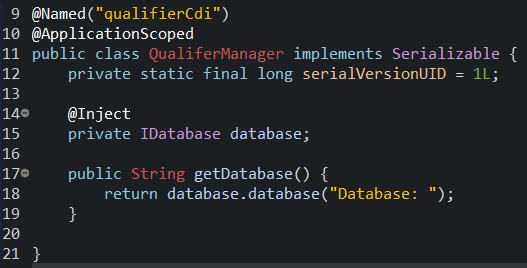 9 @Named("qualifierCdi")
10 @ApplicationScoped
11 public class QualiferManager implements Serializable {
12     private static final long serialVersionUID = 1L;
13
14     @Inject
15     private IDatabase database;
16
17     public String getDatabase() {
18         return database.database("Database: ");
19     }
20
21 }